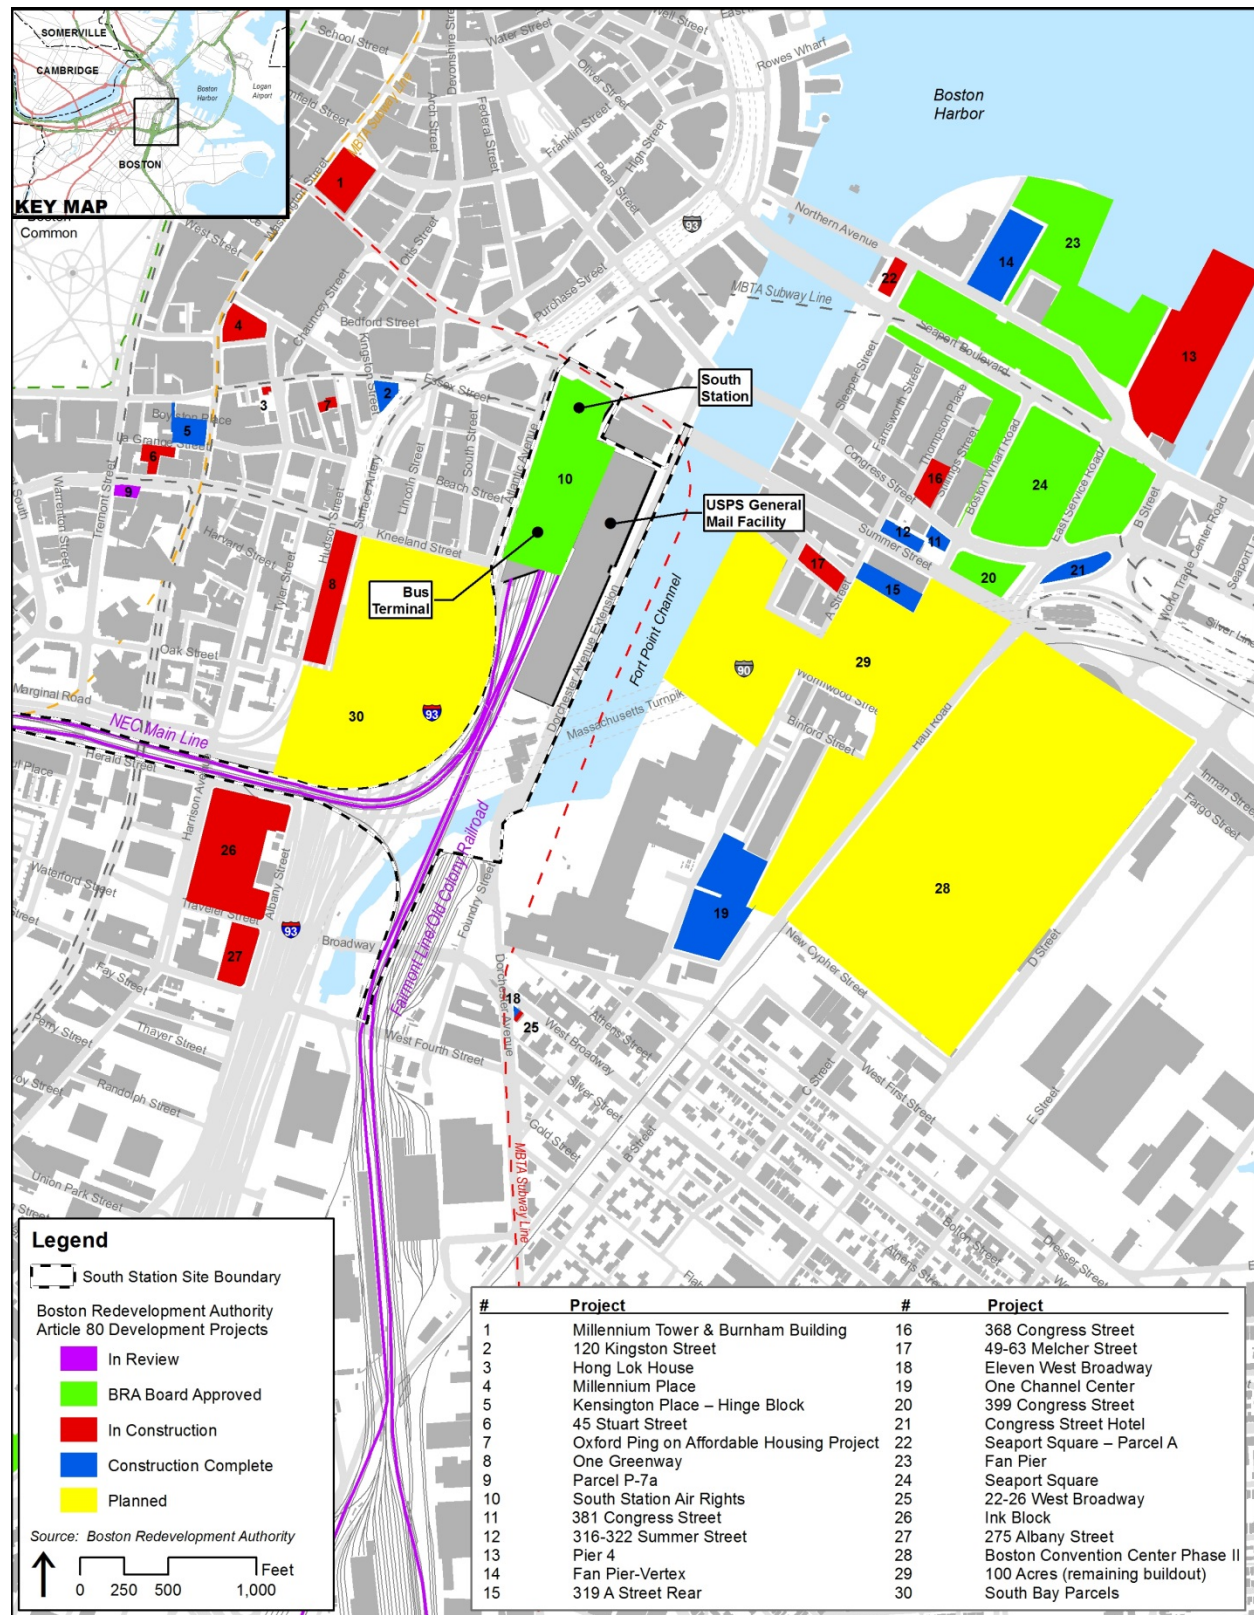 SOMERVILLE
CAMBRIDGE
Boston
Harbor
Logan
Airport
BOSTON
KEY MAP
Common
School Street
Water Street
Devonshire Street
Well Street
Rowes Wharf
Oliver Street
Arch Street
Federal Street
Franklin Street
High Street
Pearl Street
MBTA Subway Line
Washington Street
West Street
Otis Street
Chauncey Street
Bedford Street
Kingston Street
Purchase Street
Essex Street
93
Boston
Harbor
Northern Avenue
MBTA Subway Line
Seaport Boulevard
1
4
3
7
2
5
6
9
8
30
10
22
14
23
13
16
24
12
11
17
15
20
21
29
28
19
26
27
18
25
South
Station
USPS General
Mail Facility
Bus
Terminal
Boylston Place
La Grange Street
Tremont Street
Warrenton Street
Harvard Street
Tyler Street
Hudson Street
Surface Artery
Lincoln Street
South Street
Beach Street
Atlantic Avenue
Kneeland Street
Oak Street
Marginal Road
NEC Main Line
Herald Street
93
Sleeper Street
Farnsworth Street
Thompson Place
Stillings Street
Boston Wharf Road
East Service Road
B Street
World Trade Center Road
Congress Street
Summer Street
A Street
Silver Line
Dorchester Avenue Extension
Fort Point Channel
Massachusetts Turnpik
90
Wormwood Stree
Binford Street
Haul Road
Inman Street
Fargo Street
Harrison Avenue
Albany Street
Waterford Street
Traveler Street
93
Broadway
Fay Street
Perry Street
Thayer Street
Randolph Street
Union Park Street
Fairmont Line/Old Colony Railroad
Foundry Street
Dorchester Avenue
West Fourth Street
Athens Street
West Broadway
Silver Street
Gold Street
B Street
MBTA Subway Line
New Cypher Street
D Street
C Street
West First Street
E Street
Bolton Street
Dresser Street
Athens Street
Legend
South Station Site Boundary
Boston Redevelopment Authority
Article 80 Development Projects
In Review
BRA Board Approved
In Construction
Construction Complete
Planned
Source: Boston Redevelopment Authority
Feet
0 250 500 1,000
# Project # Project
1 Millennium Tower & Burnham Building 16 368 Congress Street
2 120 Kingston Street 17 49-63 Melcher Street
3 Hong Lok House 18 Eleven West Broadway
4 Millennium Place 19 One Channel Center
5 Kensington Place – Hinge Block 20 399 Congress Street
6 45 Stuart Street 21 Congress Street Hotel
7 Oxford Ping on Affordable Housing Project 22 Seaport Square – Parcel A
8 One Greenway 23 Fan Pier
9 Parcel P-7a 24 Seaport Square
10 South Station Air Rights 25 22-26 West Broadway
11 381 Congress Street 26 Ink Block
12 316-322 Summer Street 27 275 Albany Street
13 Pier 4 28 Boston Convention Center Phase II
14 Fan Pier-Vertex 29 100 Acres (remaining buildout)
15 319 A Street Rear 30 South Bay Parcels